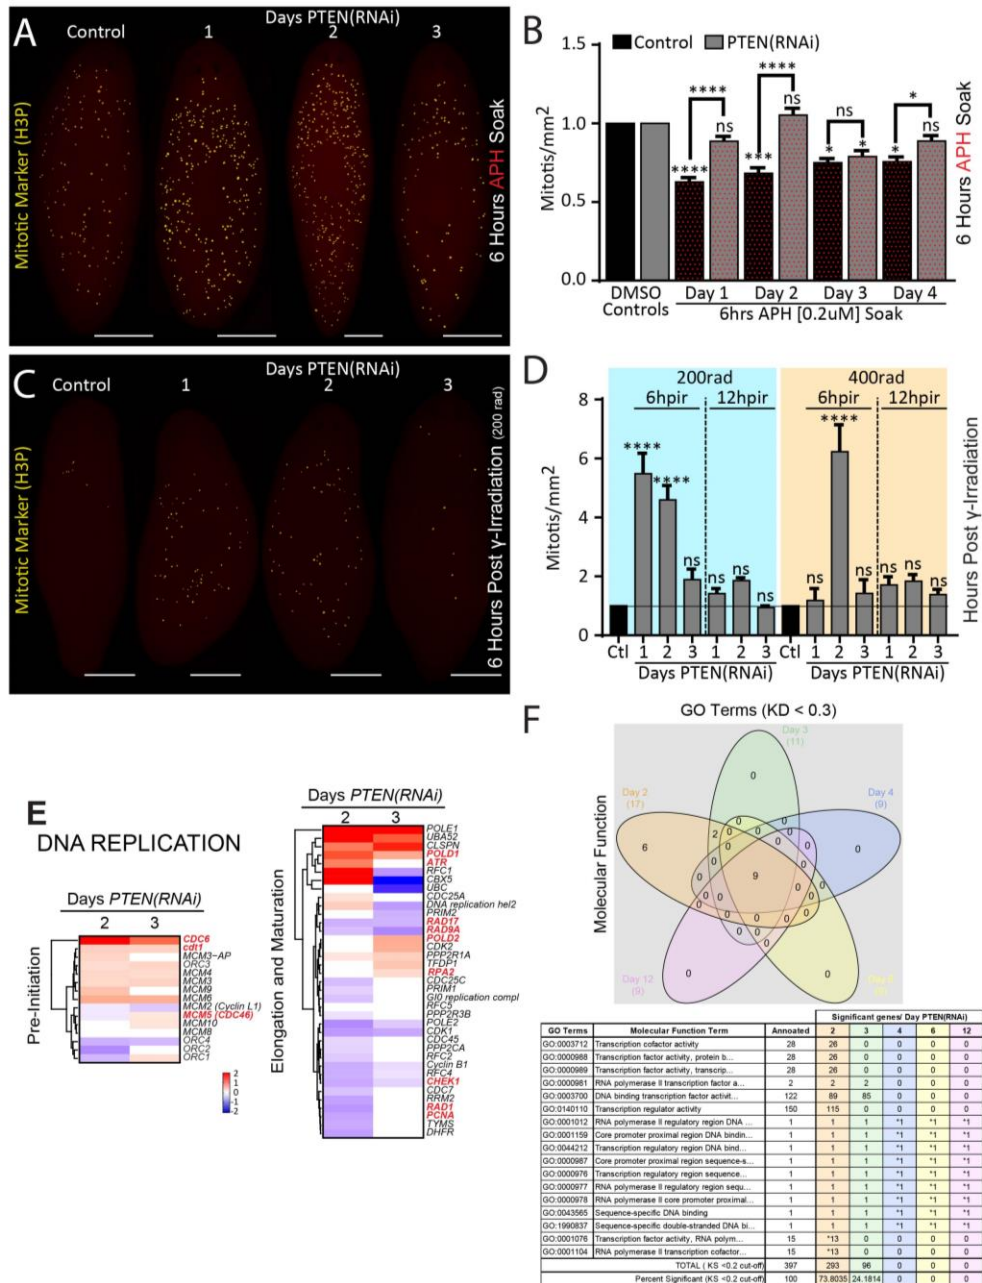 A
Days PTEN(RNAi)
Control 1 2 3
Mitotic Marker (H3P)
6 Hours APH Soak
B
Control PTEN(RNAi)
Mitotis/mm2
1.5
1.0
0.5
0.0
**** **** ns
*** **** ns
* ns *
* * ns
DMSO Controls
Day 1 Day 2 Day 3 Day 4
6hrs APH [0.2uM] Soak
6 Hours APH Soak
C
Days PTEN(RNAi)
Control 1 2 3
Mitotic Marker (H3P)
6 Hours Post γ-Irradiation (200 rad)
D
200rad 400rad
6hpir 12hpir 6hpir 12hpir
Mitotis/mm2
8
6
4
2
0
**** **** ns ns ns ns
ns **** ns ns ns ns
Ctl 1 2 3 1 2 3 Ctl 1 2 3 1 2 3
Days PTEN(RNAi) Days PTEN(RNAi)
Hours Post γ-Irradiation
E
DNA REPLICATION
Days PTEN(RNAi)
2 3
Pre-Initiation
CDC6
cdt1
MCM3-AP
ORC3
MCM4
MCM3
MCM9
MCM6
MCM2 (Cyclin L1)
MCM5 (CDC46)
MCM10
MCM8
ORC4
ORC2
ORC1
2
1
0
-1
-2
Days PTEN(RNAi)
2 3
Elongation and Maturation
POLE1
UBA52
CLSPN
POLD1
ATR
RFC1
CBX5
UBC
CDC25A
DNA replication hel2
PRIM2
RAD17
RAD9A
POLD2
CDK2
PPP2R1A
TFDP1
RPA2
CDC25C
PRIM1
GI0 replication compl
RFC5
PPP2R3B
POLE2
CDK1
CDC45
PPP2CA
RFC2
Cyclin B1
RFC4
CHEK1
CDC7
RRM2
RAD1
PCNA
TYMS
DHFR
F
GO Terms (KD < 0.3)
Molecular Function
Day 3
(11)
Day 2
(17)
Day 4
(9)
Day 12
(9)
0
6
2
0
9
0
0
Significant genes/ Day PTEN(RNAi)
GO Terms Molecular Function Term Annoated 2 3 4 6 12
GO:0003712 Transcription cofactor activity 28 26 0 0 0 0
GO:0000988 Transcription factor activity, protein b... 28 26 0 0 0 0
GO:0000989 Transcription factor activity, transcrip... 28 26 0 0 0 0
GO:0000981 RNA polymerase II transcription factor a... 2 2 2 0 0 0
GO:0003700 DNA binding transcription factor activit... 122 89 85 0 0 0
GO:0140110 Transcription regulator activity 150 115 0 0 0 0
GO:0001012 RNA polymerase II regulatory region DNA ... 1 1 1 *1 *1 *1
GO:0001159 Core promoter proximal region DNA bindin... 1 1 1 *1 *1 *1
GO:0044212 Transcription regulatory region DNA bind... 1 1 1 *1 *1 *1
GO:0000987 Core promoter proximal region sequence-s... 1 1 1 *1 *1 *1
GO:0000976 Transcription regulatory region sequence... 1 1 1 *1 *1 *1
GO:0000977 RNA polymerase II regulatory region sequ... 1 1 1 *1 *1 *1
GO:0000978 RNA polymerase II core promoter proximal... 1 1 1 *1 *1 *1
GO:0043565 Sequence-specific DNA binding 1 1 1 *1 *1 *1
GO:1990837 Sequence-specific double-stranded DNA bi... 1 1 1 *1 *1 *1
GO:0001076 Transcription factor activity, RNA polym... 15 *13 0 0 0 0
GO:0001104 RNA polymerase II transcription cofactor... 15 *13 0 0 0 0
TOTAL ( KS <0.2 cut-off) 397 293 96 0 0 0
Percent Significant (KS <0.2 cut-off) 100 73.8035 24.1814 0 0 0